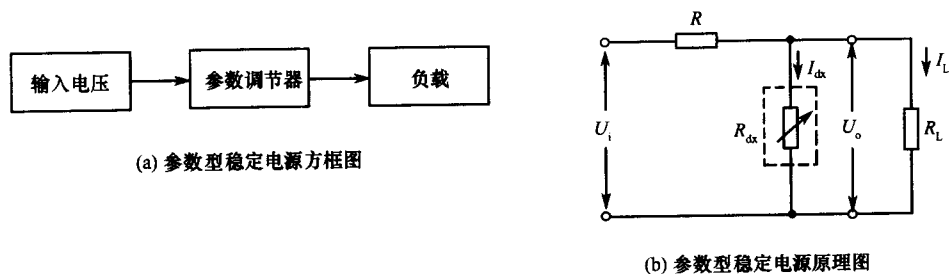 输入电压
参数调节器
负载
(a) 参数型稳定电源方框图
R
I_dx
I_L
U_i
R_dx
U_o
R_L
(b) 参数型稳定电源原理图